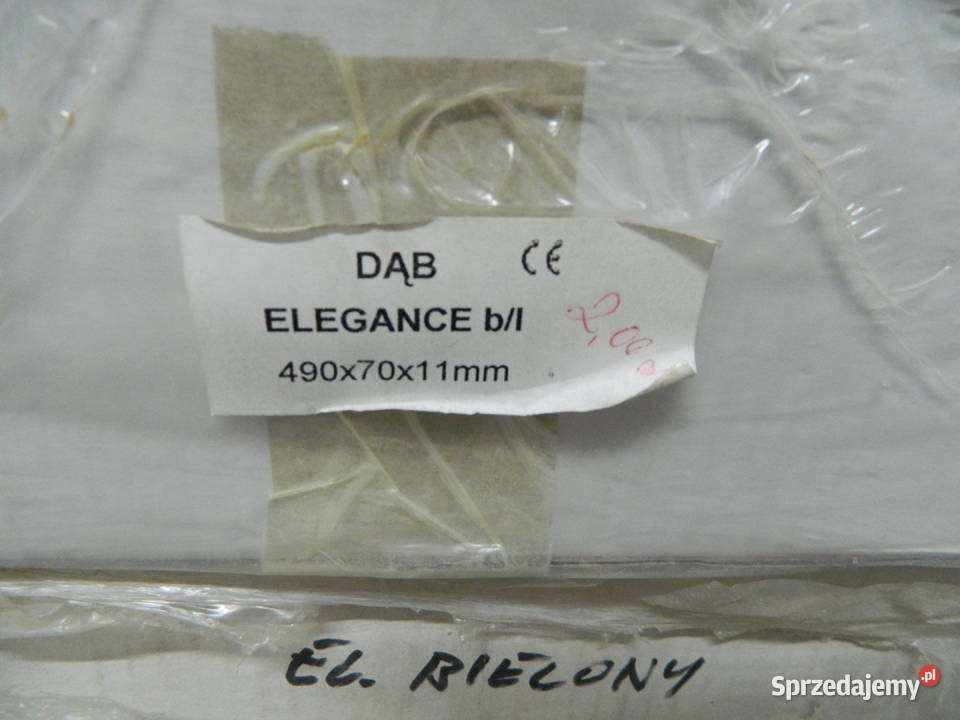 DĄB CE
ELEGANCE b/l
490x70x11mm
EL. BIELONY
Sprzedajemy.pl